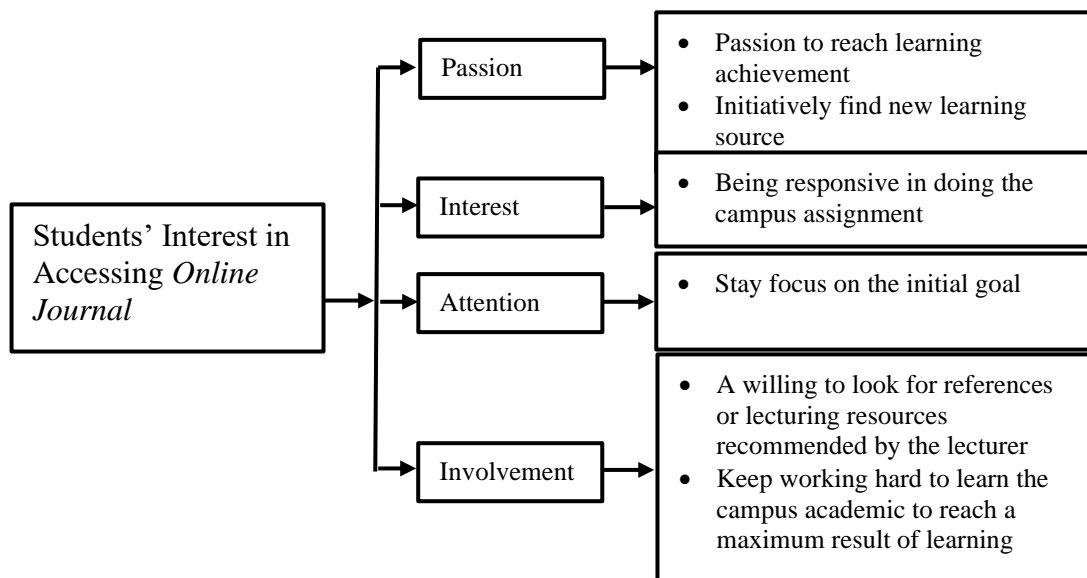 Students’ Interest in
Accessing Online
Journal
Passion
• Passion to reach learning
achievement
• Initiatively find new learning
source
Interest
• Being responsive in doing the
campus assignment
Attention
• Stay focus on the initial goal
Involvement
• A willing to look for references
or lecturing resources
recommended by the lecturer
• Keep working hard to learn the
campus academic to reach a
maximum result of learning